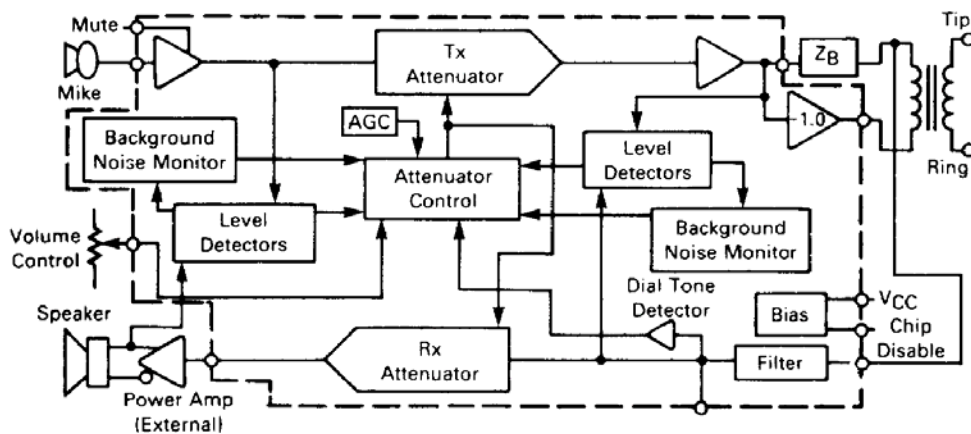 Mute
Mike
Tx
Attenuator
Z_B
Tip
Ring
-1.0
AGC
Background
Noise Monitor
Level
Detectors
Attenuator
Control
Level
Detectors
Background
Noise Monitor
Volume
Control
Dial Tone
Detector
Speaker
Rx
Attenuator
Filter
Bias
V_CC
Chip
Disable
Power Amp
(External)